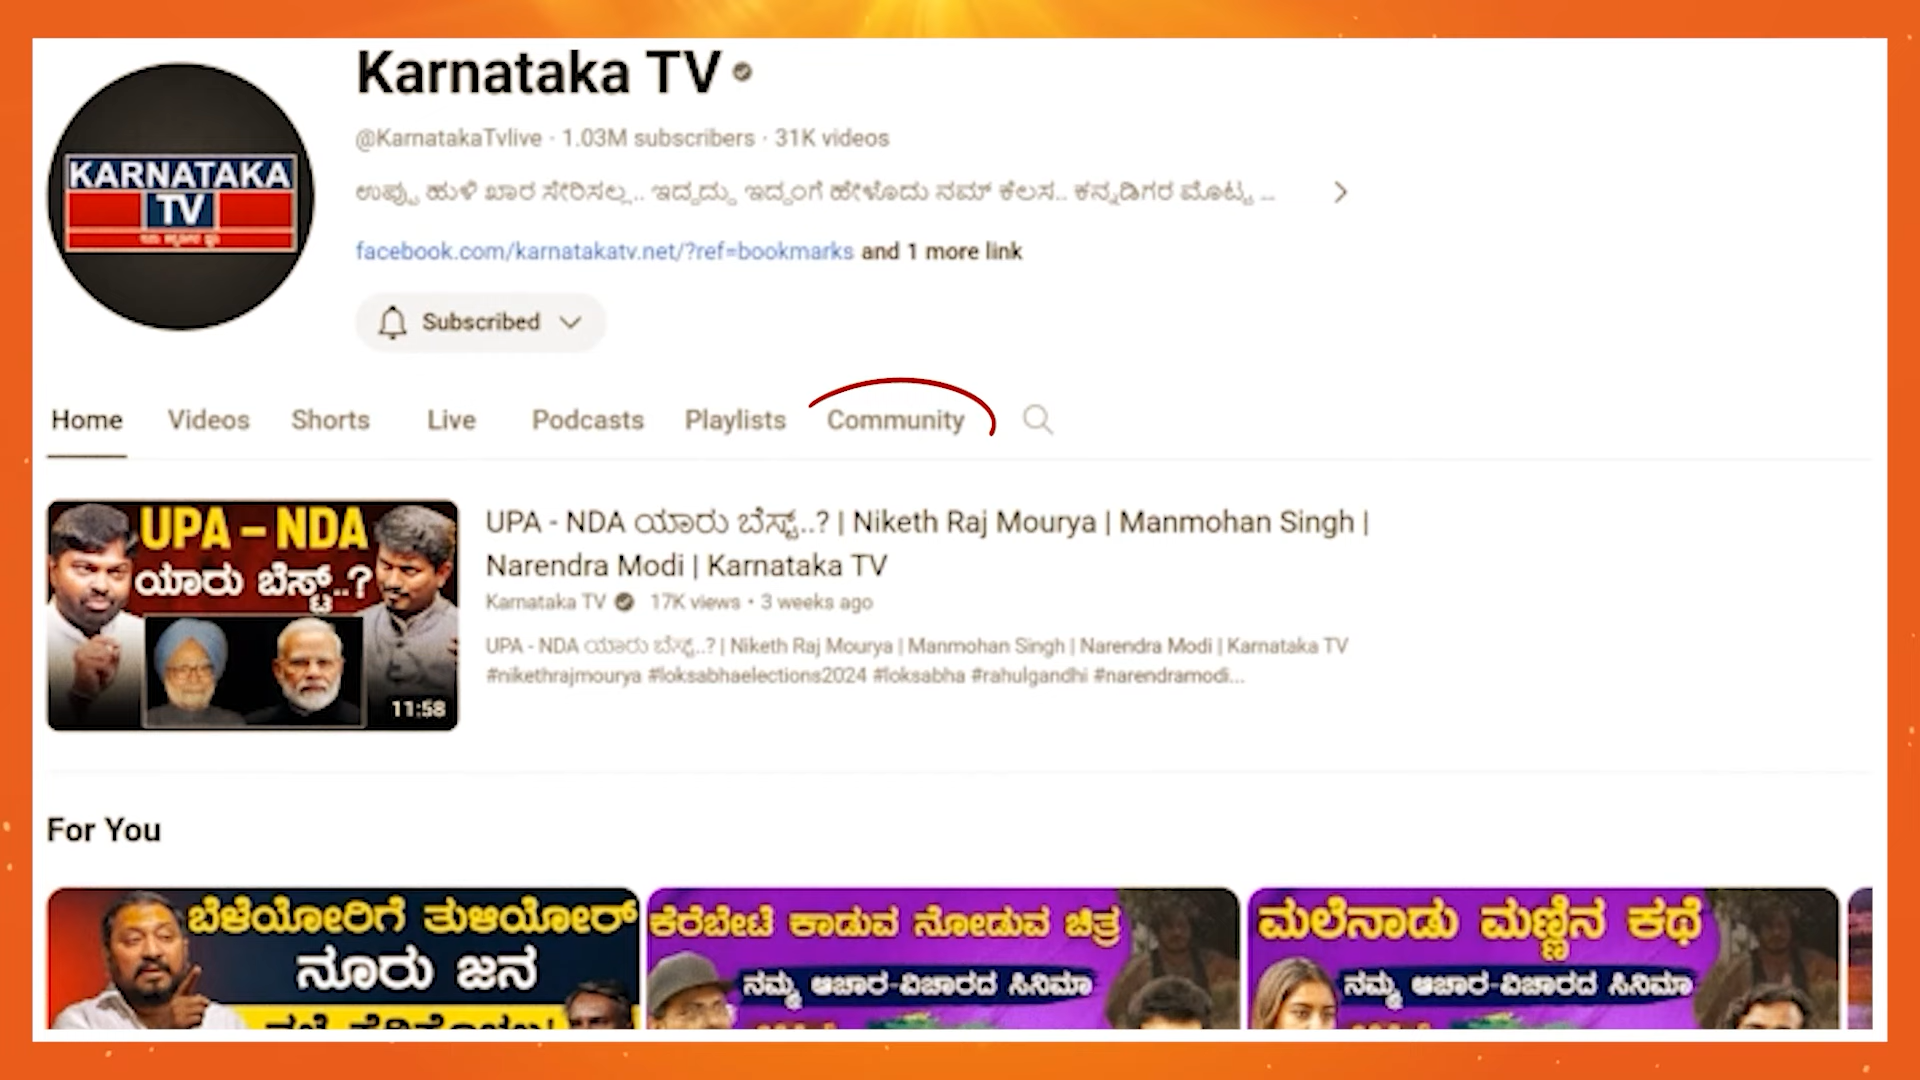 Karnataka TV
KARNATAKA
TV
@KarnatakaTvlive · 1.03M subscribers · 31K videos
ಉಪ್ಪು ಹುಳಿ ಖಾರ ಸೇರಿಸಲ್ಲ.. ಇದ್ದದ್ದು ಇದ್ದಂಗೆ ಹೇಳೊದು ನಮ್ ಕೆಲಸ.. ಕನ್ನಡಿಗರ ಮೊಟ್ಟ ...
facebook.com/karnatakatv.net/?ref=bookmarks and 1 more link
Subscribed
Home Videos Shorts Live Podcasts Playlists Community
UPA – NDA
ಯಾರು ಬೆಸ್ಟ್..?
11:58
UPA - NDA ಯಾರು ಬೆಸ್ಟ್..? | Niketh Raj Mourya | Manmohan Singh |
Narendra Modi | Karnataka TV
Karnataka TV 17K views • 3 weeks ago
UPA - NDA ಯಾರು ಬೆಸ್ಟ್..? | Niketh Raj Mourya | Manmohan Singh | Narendra Modi | Karnataka TV
#nikethrajmourya #loksabhaelections2024 #loksabha #rahulgandhi #narendramodi...
For You
ಬೆಳೆಯೋರಿಗೆ ತುಳಿಯೋರ್
ನೂರು ಜನ
ಕೆರೆಬೇಟೆ ಕಾಡುವ ನೋಡುವ ಚಿತ್ರ
ನಮ್ಮ ಆಚಾರ-ವಿಚಾರದ ಸಿನಿಮಾ
ಮಲೆನಾಡು ಮಣ್ಣಿನ ಕಥೆ
ನಮ್ಮ ಆಚಾರ-ವಿಚಾರದ ಸಿನಿಮಾ